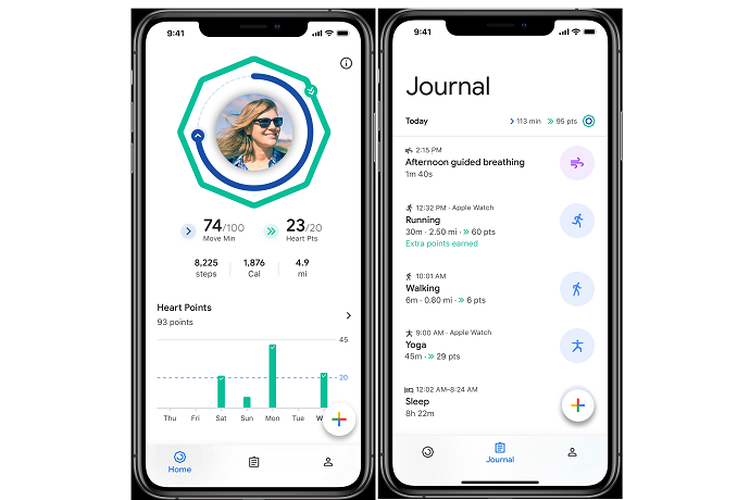 9:41
74/100
Move Min
23/20
Heart Pts
8,225
steps
1,876
Cal
4.9
mi
Heart Points
93 points
45
20
Thu Fri Sat Sun Mon Tue W
Home
9:41
Journal
Today 113 min 95 pts
2:15 PM
Afternoon guided breathing
1m 40s
12:32 PM · Apple Watch
Running
30m · 2.50 mi · 60 pts
Extra points earned
10:01 AM
Walking
6m · 0.80 mi · 6 pts
9:00 AM · Apple Watch
Yoga
45m · 29 pts
12:02 AM–8:24 AM
Sleep
8h 22m
Journal